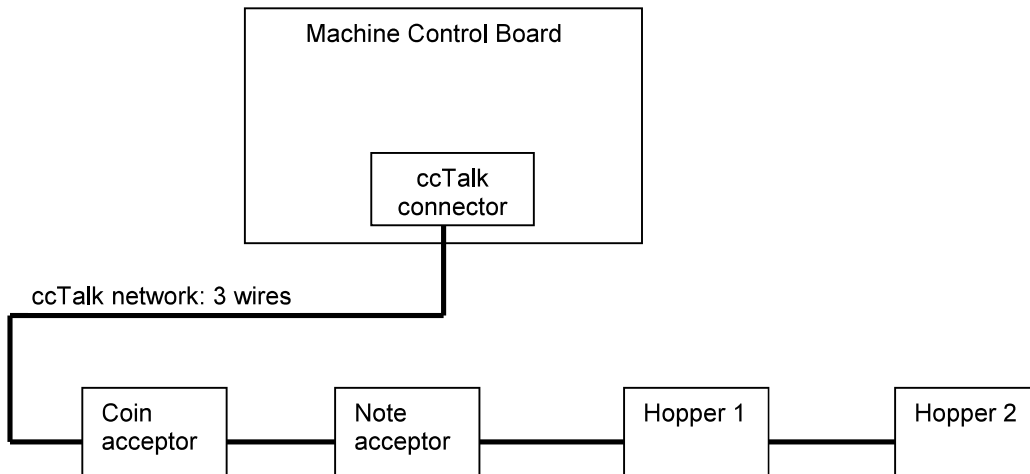 Machine Control Board
ccTalk
connector
ccTalk network: 3 wires
Coin
acceptor
Note
acceptor
Hopper 1
Hopper 2